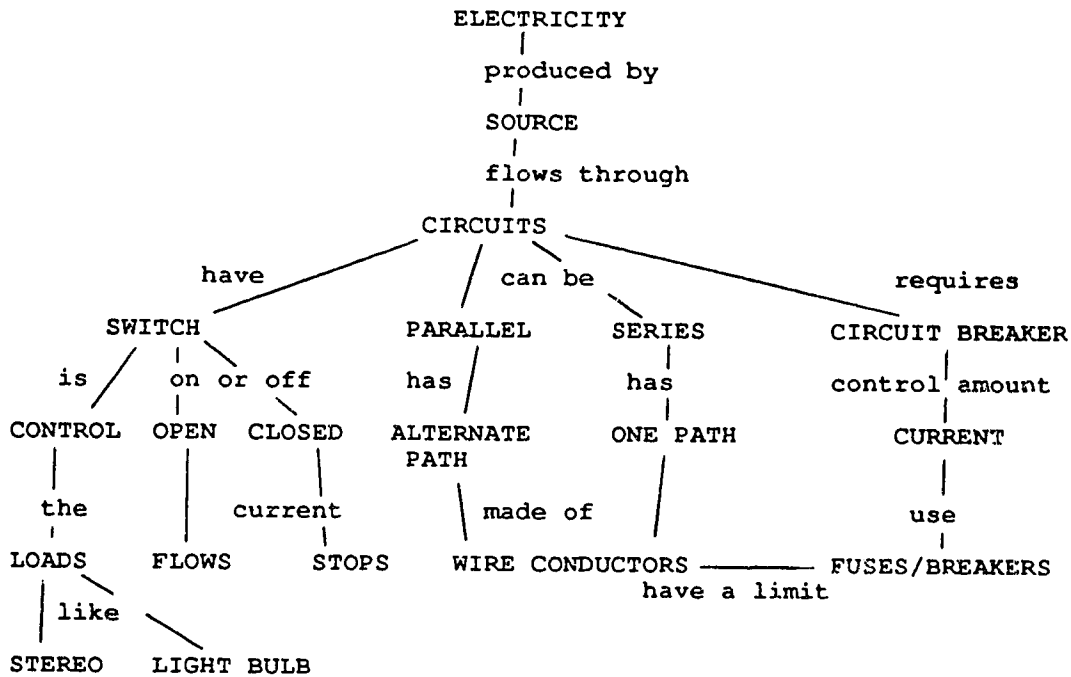 ELECTRICITY
produced by
SOURCE
flows through
CIRCUITS
have can be requires
SWITCH PARALLEL SERIES CIRCUIT BREAKER
is on or off has has control amount
CONTROL OPEN CLOSED ALTERNATE PATH ONE PATH CURRENT
the current made of use
LOADS FLOWS STOPS WIRE CONDUCTORS FUSES/BREAKERS
have a limit
like
STEREO LIGHT BULB